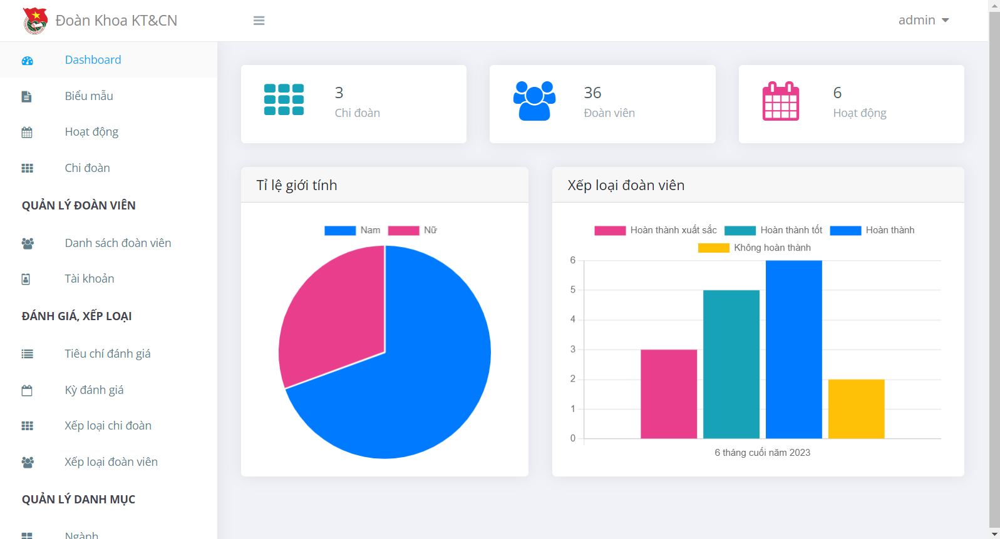 Đoàn Khoa KT&CN
admin
Dashboard
Biểu mẫu
Hoạt động
Chi đoàn
QUẢN LÝ ĐOÀN VIÊN
Danh sách đoàn viên
Tài khoản
ĐÁNH GIÁ, XẾP LOẠI
Tiêu chí đánh giá
Kỳ đánh giá
Xếp loại chi đoàn
Xếp loại đoàn viên
QUẢN LÝ DANH MỤC
Ngành
3
Chi đoàn
36
Đoàn viên
6
Hoạt động
Tỉ lệ giới tính
Nam Nữ
Xếp loại đoàn viên
Hoàn thành xuất sắc Hoàn thành tốt Hoàn thành
Không hoàn thành
6
5
4
3
2
1
0
6 tháng cuối năm 2023